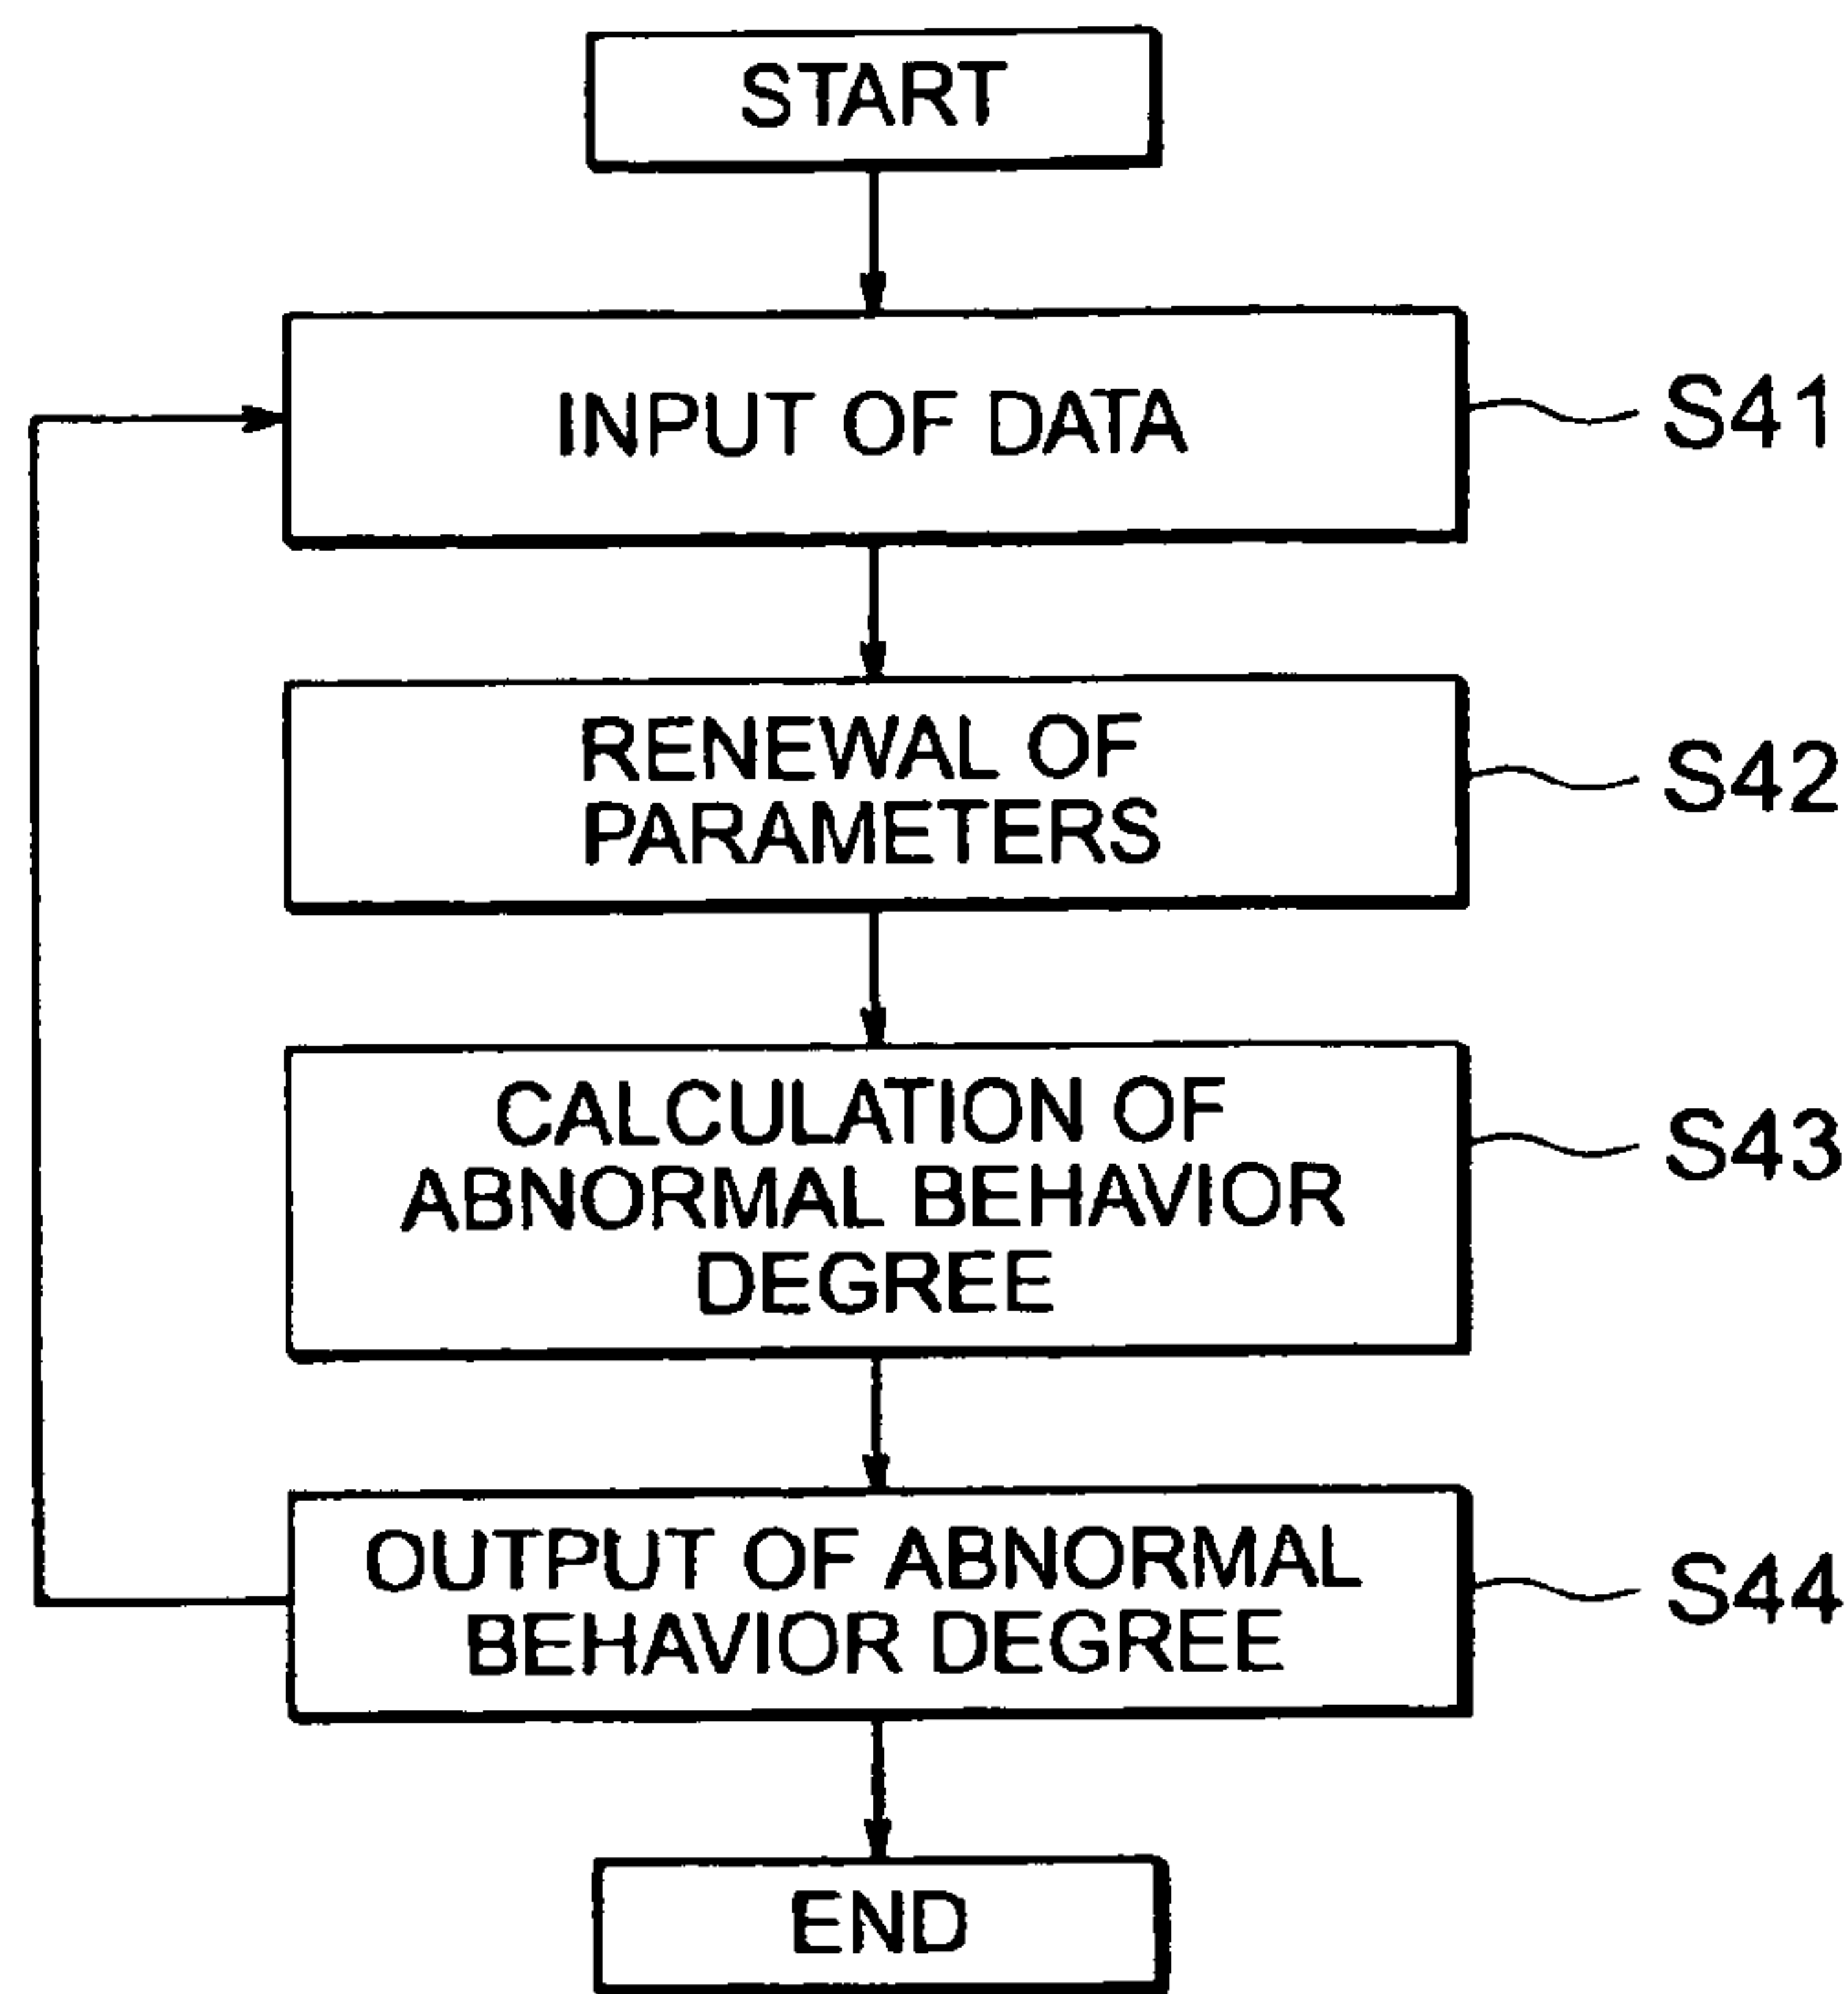 START
INPUT OF DATA
S41
RENEWAL OF
PARAMETERS
S42
CALCULATION OF
ABNORMAL BEHAVIOR
DEGREE
S43
OUTPUT OF ABNORMAL
BEHAVIOR DEGREE
S44
END